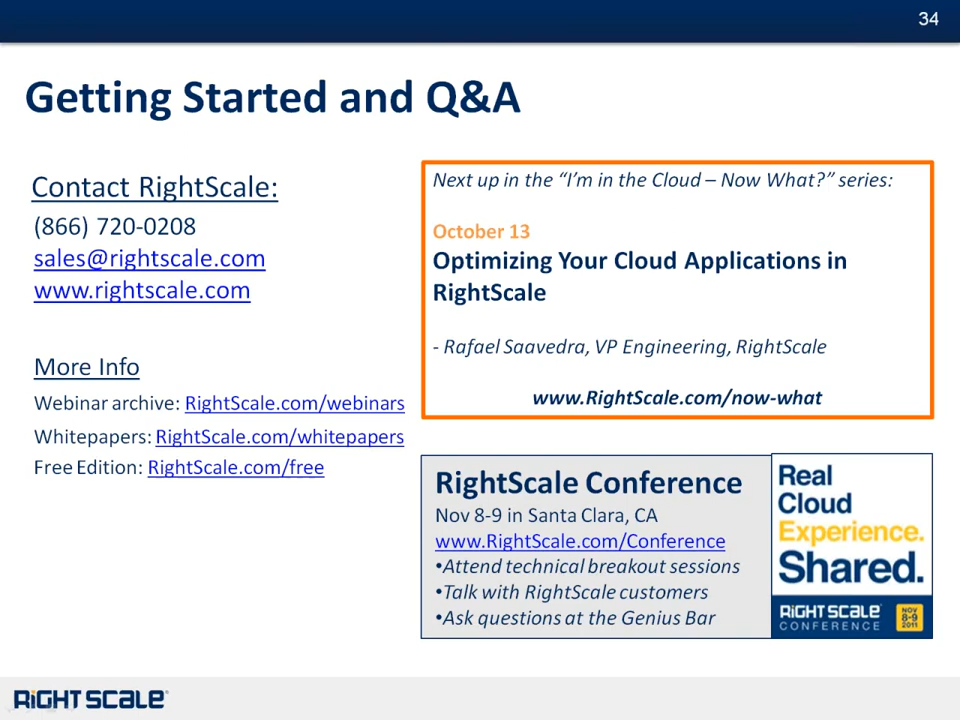 34
Getting Started and Q&A
Contact RightScale:
(866) 720-0208
sales@rightscale.com
www.rightscale.com
More Info
Webinar archive: RightScale.com/webinars
Whitepapers: RightScale.com/whitepapers
Free Edition: RightScale.com/free
Next up in the “I’m in the Cloud – Now What?” series:
October 13
Optimizing Your Cloud Applications in
RightScale
- Rafael Saavedra, VP Engineering, RightScale
www.RightScale.com/now-what
RightScale Conference
Nov 8-9 in Santa Clara, CA
www.RightScale.com/Conference
•Attend technical breakout sessions
•Talk with RightScale customers
•Ask questions at the Genius Bar
Real
Cloud
Experience.
Shared.
RIGHTSCALE
CONFERENCE
NOV
8-9
2011
RIGHTSCALE